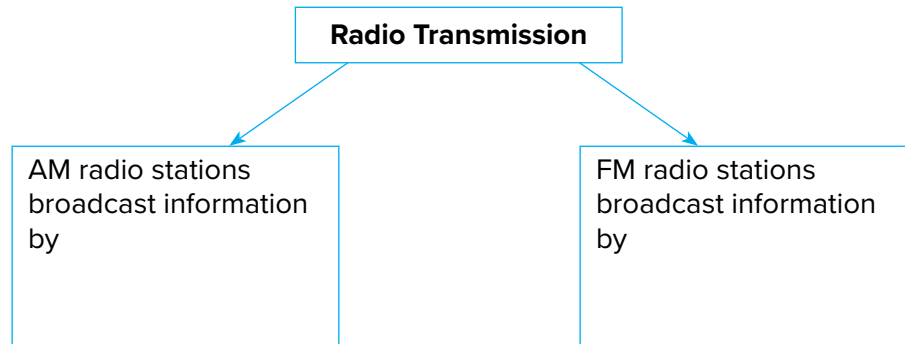 Radio Transmission
AM radio stations
broadcast information
by
FM radio stations
broadcast information
by